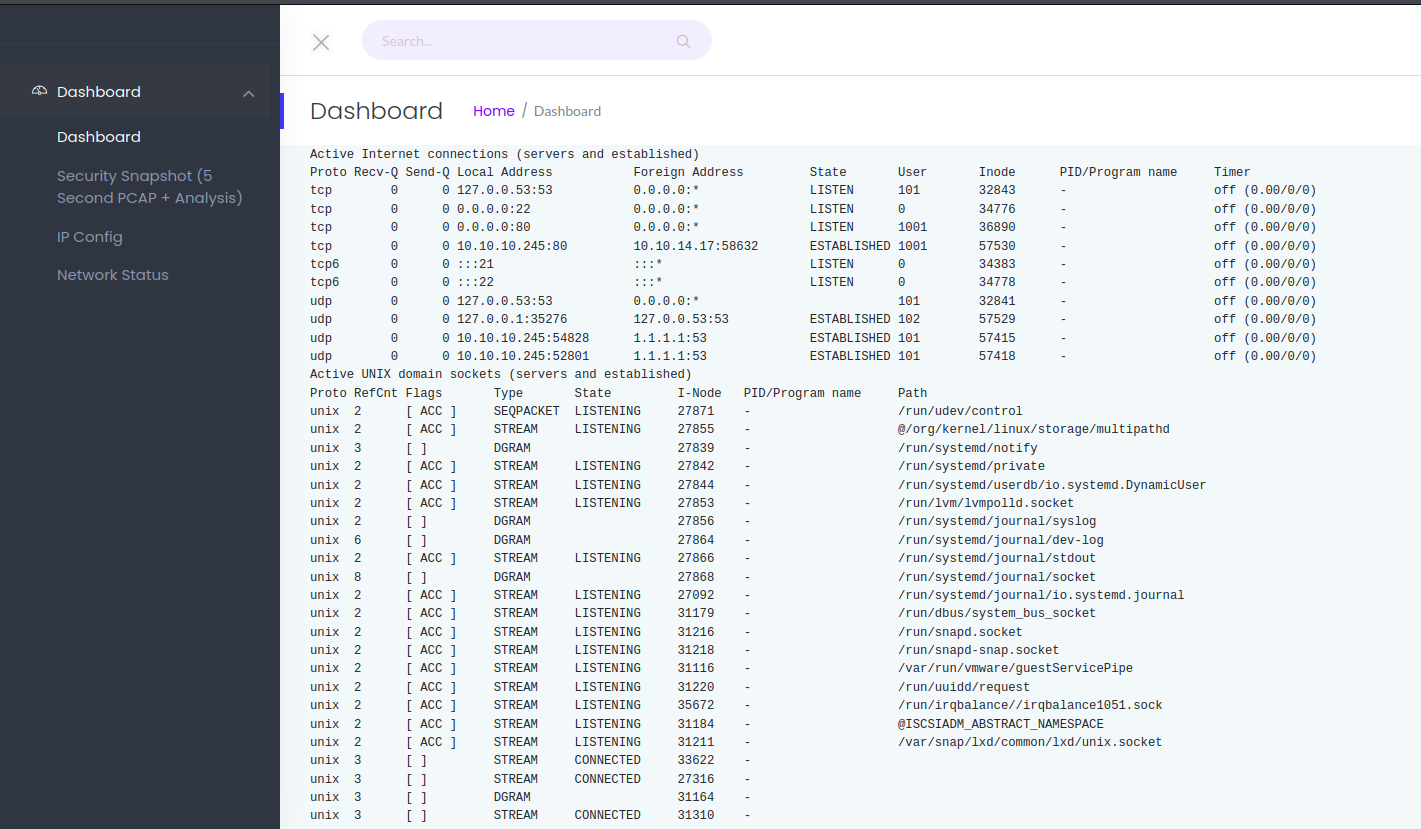 Search...
Dashboard
Dashboard
Security Snapshot (5
Second PCAP + Analysis)
IP Config
Network Status
Dashboard Home / Dashboard
Active Internet connections (servers and established)
Proto Recv-Q Send-Q Local Address           Foreign Address         State       User       Inode      PID/Program name     Timer
tcp        0      0 127.0.0.53:53           0.0.0.0:*               LISTEN      101        32843      -                    off (0.00/0/0)
tcp        0      0 0.0.0.0:22              0.0.0.0:*               LISTEN      0          34776      -                    off (0.00/0/0)
tcp        0      0 0.0.0.0:80              0.0.0.0:*               LISTEN      1001       36890      -                    off (0.00/0/0)
tcp        0      0 10.10.10.245:80         10.10.14.17:58632       ESTABLISHED 1001       57530      -                    off (0.00/0/0)
tcp6       0      0 :::21                   :::*                    LISTEN      0          34383      -                    off (0.00/0/0)
tcp6       0      0 :::22                   :::*                    LISTEN      0          34778      -                    off (0.00/0/0)
udp        0      0 127.0.0.53:53           0.0.0.0:*                           101        32841      -                    off (0.00/0/0)
udp        0      0 127.0.0.1:35276         127.0.0.53:53           ESTABLISHED 102        57529      -                    off (0.00/0/0)
udp        0      0 10.10.10.245:54828      1.1.1.1:53              ESTABLISHED 101        57415      -                    off (0.00/0/0)
udp        0      0 10.10.10.245:52801      1.1.1.1:53              ESTABLISHED 101        57418      -                    off (0.00/0/0)
Active UNIX domain sockets (servers and established)
Proto RefCnt Flags       Type       State         I-Node   PID/Program name     Path
unix  2      [ ACC ]     SEQPACKET  LISTENING     27871    -                    /run/udev/control
unix  2      [ ACC ]     STREAM     LISTENING     27855    -                    @/org/kernel/linux/storage/multipathd
unix  3      [ ]         DGRAM                    27839    -                    /run/systemd/notify
unix  2      [ ACC ]     STREAM     LISTENING     27842    -                    /run/systemd/private
unix  2      [ ACC ]     STREAM     LISTENING     27844    -                    /run/systemd/userdb/io.systemd.DynamicUser
unix  2      [ ACC ]     STREAM     LISTENING     27853    -                    /run/lvm/lvmpolld.socket
unix  2      [ ]         DGRAM                    27856    -                    /run/systemd/journal/syslog
unix  6      [ ]         DGRAM                    27864    -                    /run/systemd/journal/dev-log
unix  2      [ ACC ]     STREAM     LISTENING     27866    -                    /run/systemd/journal/stdout
unix  8      [ ]         DGRAM                    27868    -                    /run/systemd/journal/socket
unix  2      [ ACC ]     STREAM     LISTENING     27092    -                    /run/systemd/journal/io.systemd.journal
unix  2      [ ACC ]     STREAM     LISTENING     31179    -                    /run/dbus/system_bus_socket
unix  2      [ ACC ]     STREAM     LISTENING     31216    -                    /run/snapd.socket
unix  2      [ ACC ]     STREAM     LISTENING     31218    -                    /run/snapd-snap.socket
unix  2      [ ACC ]     STREAM     LISTENING     31116    -                    /var/run/vmware/guestServicePipe
unix  2      [ ACC ]     STREAM     LISTENING     31220    -                    /run/uuidd/request
unix  2      [ ACC ]     STREAM     LISTENING     35672    -                    /run/irqbalance//irqbalance1051.sock
unix  2      [ ACC ]     STREAM     LISTENING     31184    -                    @ISCSIADM_ABSTRACT_NAMESPACE
unix  2      [ ACC ]     STREAM     LISTENING     31211    -                    /var/snap/lxd/common/lxd/unix.socket
unix  3      [ ]         STREAM     CONNECTED     33622    -
unix  3      [ ]         STREAM     CONNECTED     27316    -
unix  3      [ ]         DGRAM                    31164    -
unix  3      [ ]         STREAM     CONNECTED     31310    -